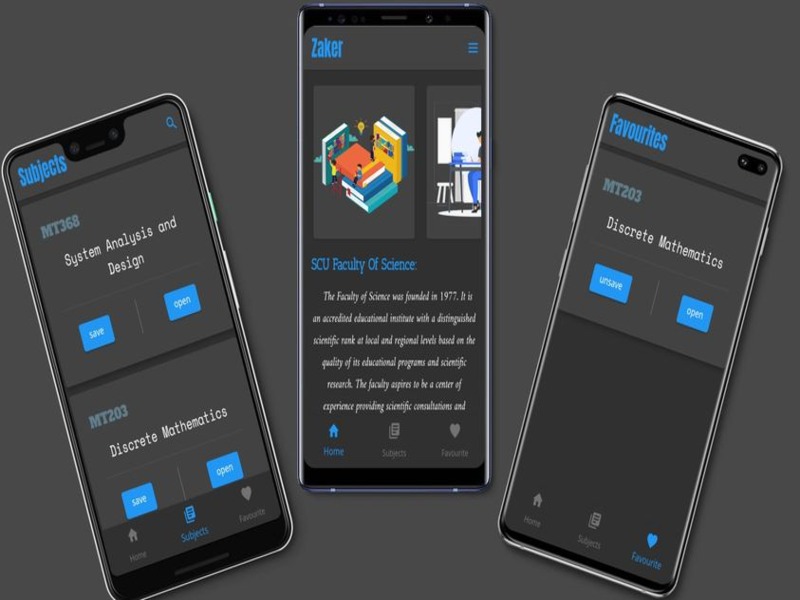 Subjects
MT368
System Analysis and
Design
save
open
MT203
Discrete Mathematics
save
open
Home
Subjects
Favourite
Zaker
SCU Faculty Of Science:
The Faculty of Science was founded in 1977. It is
an accredited educational institute with a distinguished
scientific rank at local and regional levels based on the
quality of its educational programs and scientific
research. The faculty aspires to be a center of
experience providing scientific consultations and
Home
Subjects
Favourite
Favourites
MT203
Discrete Mathematics
unsave
open
Home
Subjects
Favourite